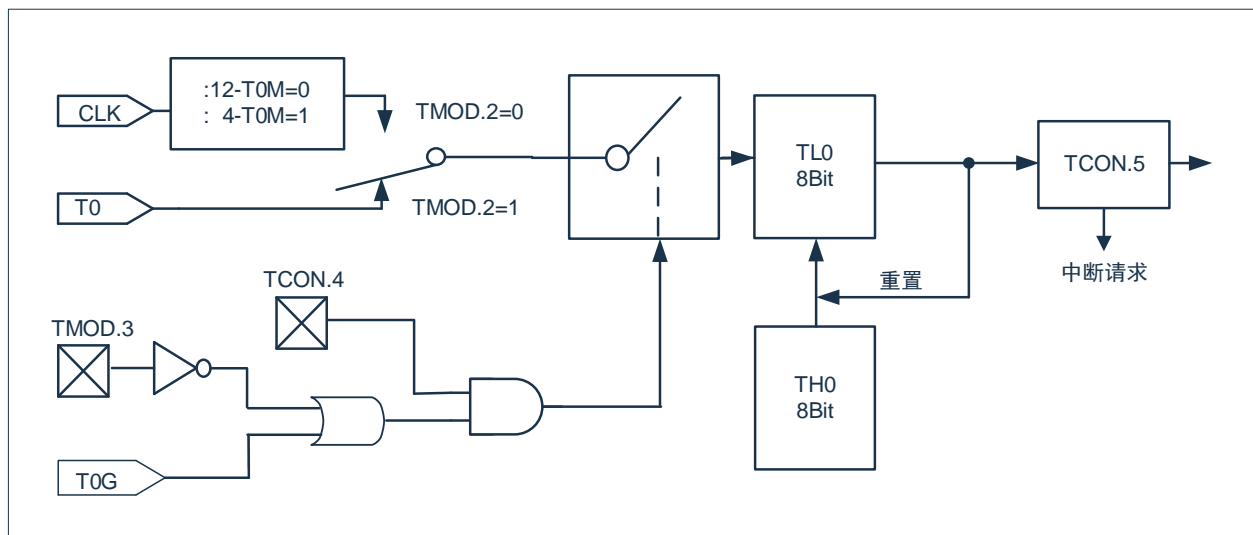 :12-T0M=0
: 4-T0M=1
CLK
TMOD.2=0
TL0
8Bit
TCON.5
T0
TMOD.2=1
中断请求
重置
TCON.4
TMOD.3
TH0
8Bit
T0G